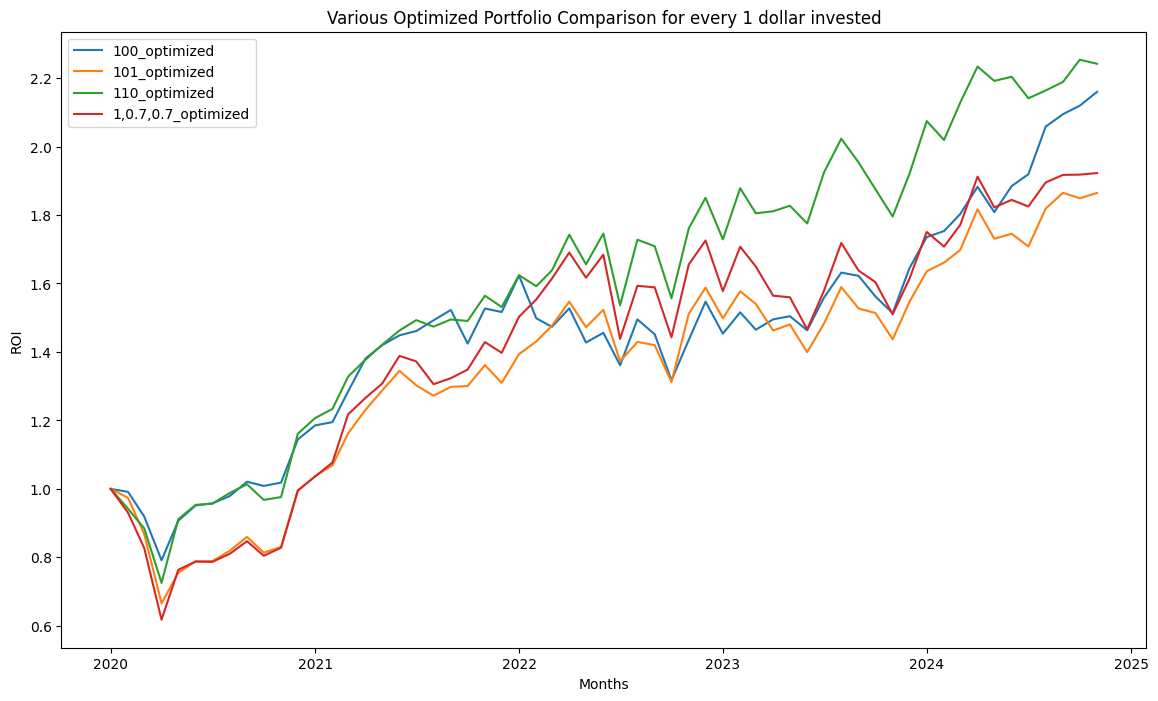 Various Optimized Portfolio Comparison for every 1 dollar invested
100_optimized
101_optimized
110_optimized
1,0.7,0.7_optimized
2.2
2.0
1.8
1.6
1.4
1.2
1.0
0.8
0.6
ROI
2020 2021 2022 2023 2024 2025
Months